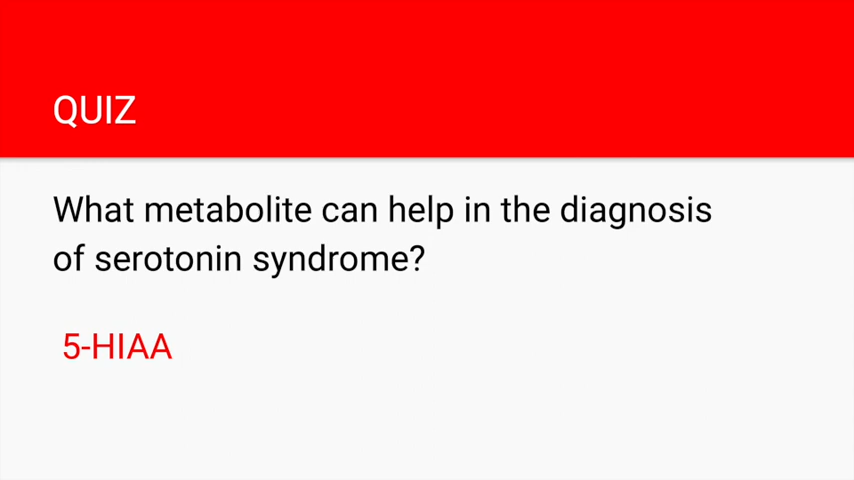 QUIZ
What metabolite can help in the diagnosis
of serotonin syndrome?
5-HIAA